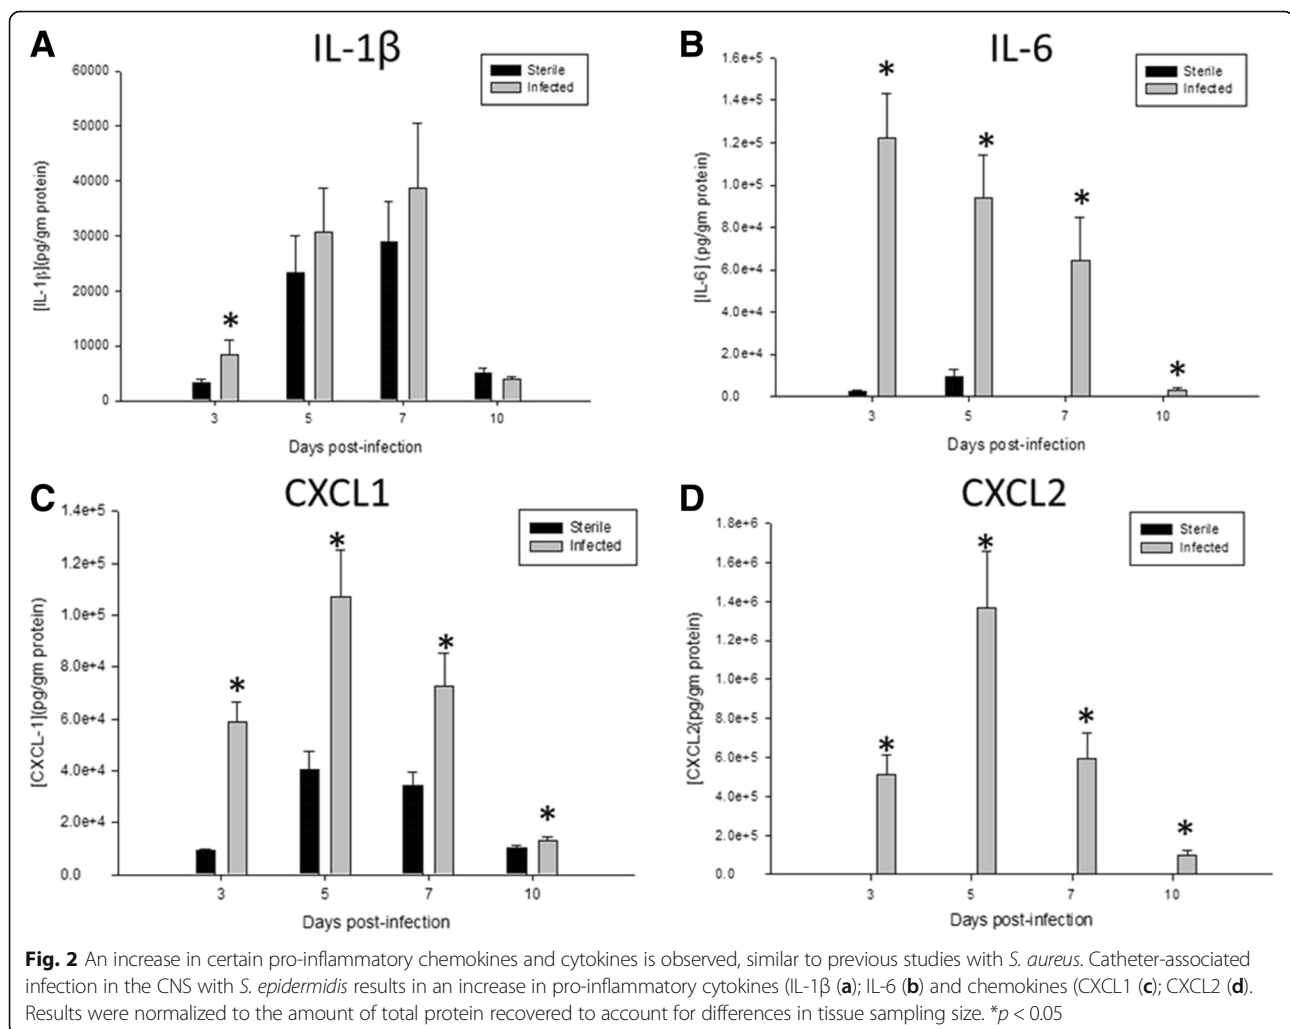 A
IL-1β
Sterile
Infected
60000
50000
40000
30000
20000
10000
0
[IL-1β](pg/gm protein)
*
3 5 7 10
Days post-infection
B
IL-6
Sterile
Infected
1.6e+5
1.4e+5
1.2e+5
1.0e+5
8.0e+4
6.0e+4
4.0e+4
2.0e+4
0.0
[IL-6] (pg/gm protein)
* * * *
3 5 7 10
Days post-infection
C
CXCL1
Sterile
Infected
1.4e+5
1.2e+5
1.0e+5
8.0e+4
6.0e+4
4.0e+4
2.0e+4
0.0
[CXCL-1](pg/gm protein)
* * * *
3 5 7 10
Days post-infection
D
CXCL2
Sterile
Infected
1.8e+6
1.6e+6
1.4e+6
1.2e+6
1.0e+6
8.0e+5
6.0e+5
4.0e+5
2.0e+5
0.0
[CXCL2(pg/gm protein)
* * * *
3 5 7 10
Days post-infection
Fig. 2 An increase in certain pro-inflammatory chemokines and cytokines is observed, similar to previous studies with S. aureus. Catheter-associated
infection in the CNS with S. epidermidis results in an increase in pro-inflammatory cytokines (IL-1β (a); IL-6 (b) and chemokines (CXCL1 (c); CXCL2 (d).
Results were normalized to the amount of total protein recovered to account for differences in tissue sampling size. *p < 0.05